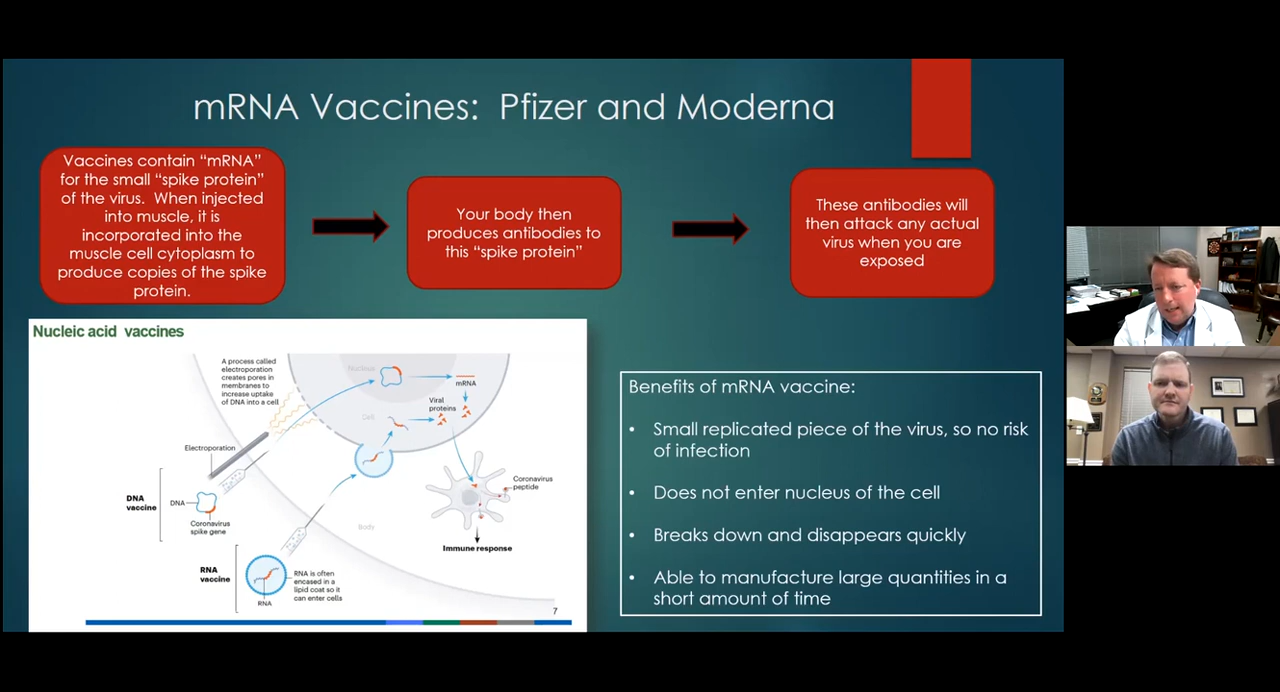 mRNA Vaccines: Pfizer and Moderna
Vaccines contain “mRNA”
for the small “spike protein”
of the virus. When injected
into muscle, it is
incorporated into the
muscle cell cytoplasm to
produce copies of the spike
protein.
Your body then
produces antibodies to
this “spike protein”
These antibodies will
then attack any actual
virus when you are
exposed
Nucleic acid vaccines
A process called
electroporation
creates pores in
membranes to
increase uptake
of DNA into a cell
Nucleus
mRNA
Viral
proteins
Cell
Electroporation
DNA
vaccine
DNA
Coronavirus
spike gene
Coronavirus
peptide
Body
Immune response
RNA
vaccine
RNA is often
encased in a
lipid coat so it
can enter cells
RNA
7
Benefits of mRNA vaccine:
• Small replicated piece of the virus, so no risk
of infection
• Does not enter nucleus of the cell
• Breaks down and disappears quickly
• Able to manufacture large quantities in a
short amount of time